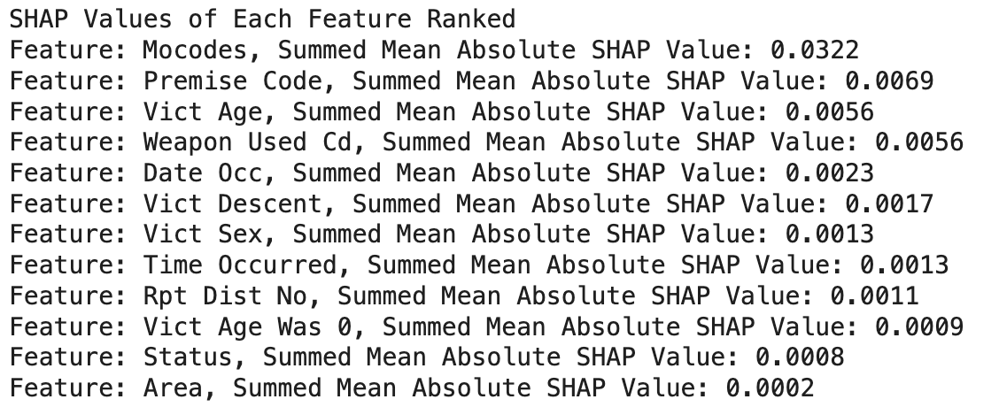 SHAP Values of Each Feature Ranked
Feature: Mocodes, Summed Mean Absolute SHAP Value: 0.0322
Feature: Premise Code, Summed Mean Absolute SHAP Value: 0.0069
Feature: Vict Age, Summed Mean Absolute SHAP Value: 0.0056
Feature: Weapon Used Cd, Summed Mean Absolute SHAP Value: 0.0056
Feature: Date Occ, Summed Mean Absolute SHAP Value: 0.0023
Feature: Vict Descent, Summed Mean Absolute SHAP Value: 0.0017
Feature: Vict Sex, Summed Mean Absolute SHAP Value: 0.0013
Feature: Time Occurred, Summed Mean Absolute SHAP Value: 0.0013
Feature: Rpt Dist No, Summed Mean Absolute SHAP Value: 0.0011
Feature: Vict Age Was 0, Summed Mean Absolute SHAP Value: 0.0009
Feature: Status, Summed Mean Absolute SHAP Value: 0.0008
Feature: Area, Summed Mean Absolute SHAP Value: 0.0002